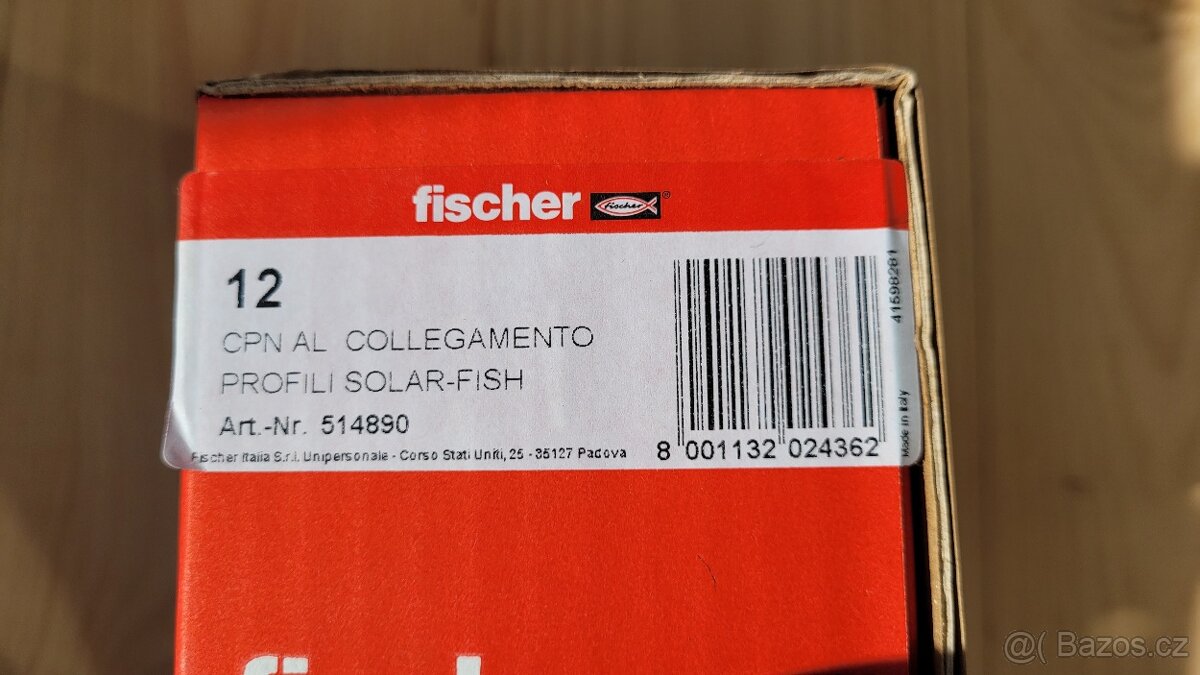 fischer fischer ®
12
CPN AL COLLEGAMENTO
PROFILI SOLAR-FISH
Art.-Nr. 514890
Fischer Italia S.r.l. Unipersonale - Corso Stati Uniti, 25 - 35127 Padova
8 001132 024362
41598281
Made in Italy
@( Bazos.cz